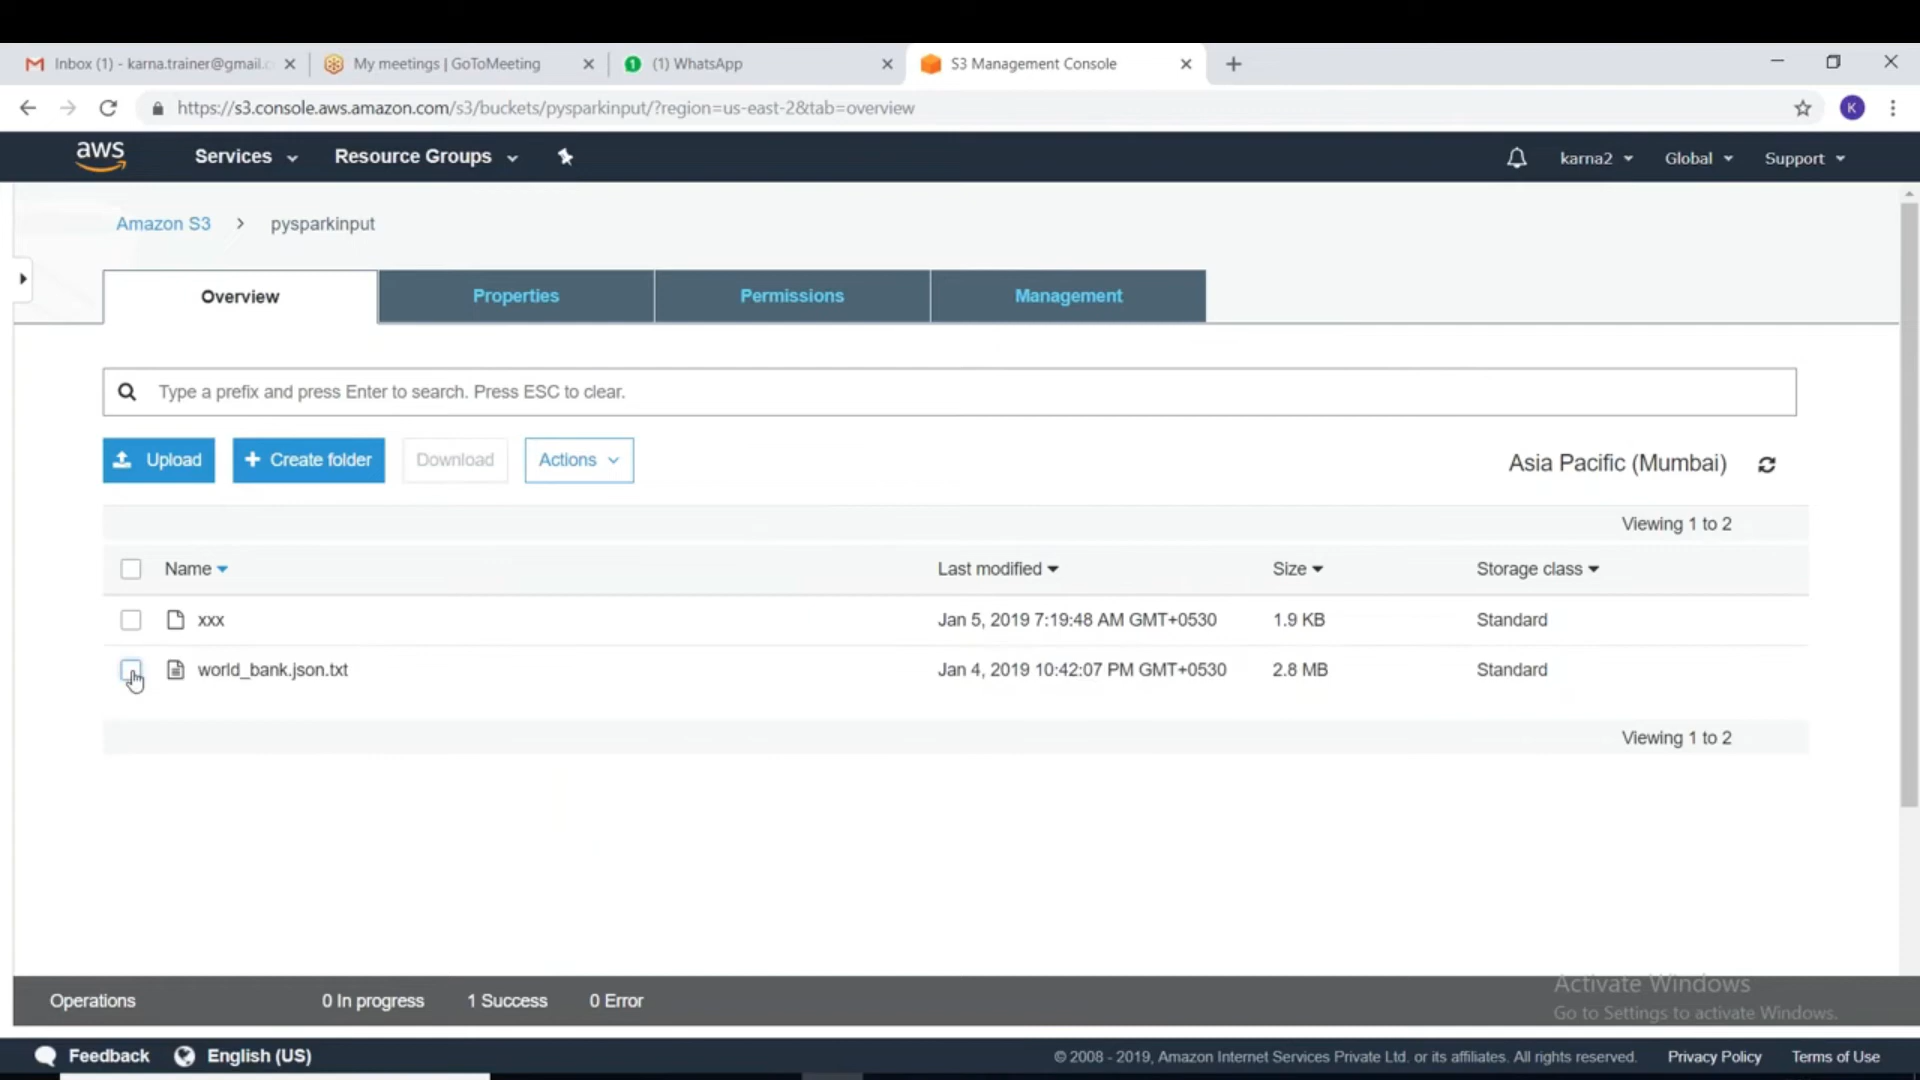 Inbox (1) - karna.trainer@gmail.c
My meetings | GoToMeeting
1 (1) WhatsApp
S3 Management Console
https://s3.console.aws.amazon.com/s3/buckets/pysparkinput/?region=us-east-2&tab=overview
K
aws
Services
Resource Groups
karna2
Global
Support
Amazon S3 > pysparkinput
Overview
Properties
Permissions
Management
Type a prefix and press Enter to search. Press ESC to clear.
Upload
+ Create folder
Download
Actions
Asia Pacific (Mumbai)
Viewing 1 to 2
Name
Last modified
Size
Storage class
xxx
Jan 5, 2019 7:19:48 AM GMT+0530
1.9 KB
Standard
world_bank.json.txt
Jan 4, 2019 10:42:07 PM GMT+0530
2.8 MB
Standard
Viewing 1 to 2
Operations
0 In progress
1 Success
0 Error
Activate Windows
Go to Settings to activate Windows.
Feedback
English (US)
© 2008 - 2019, Amazon Internet Services Private Ltd. or its affiliates. All rights reserved.
Privacy Policy
Terms of Use